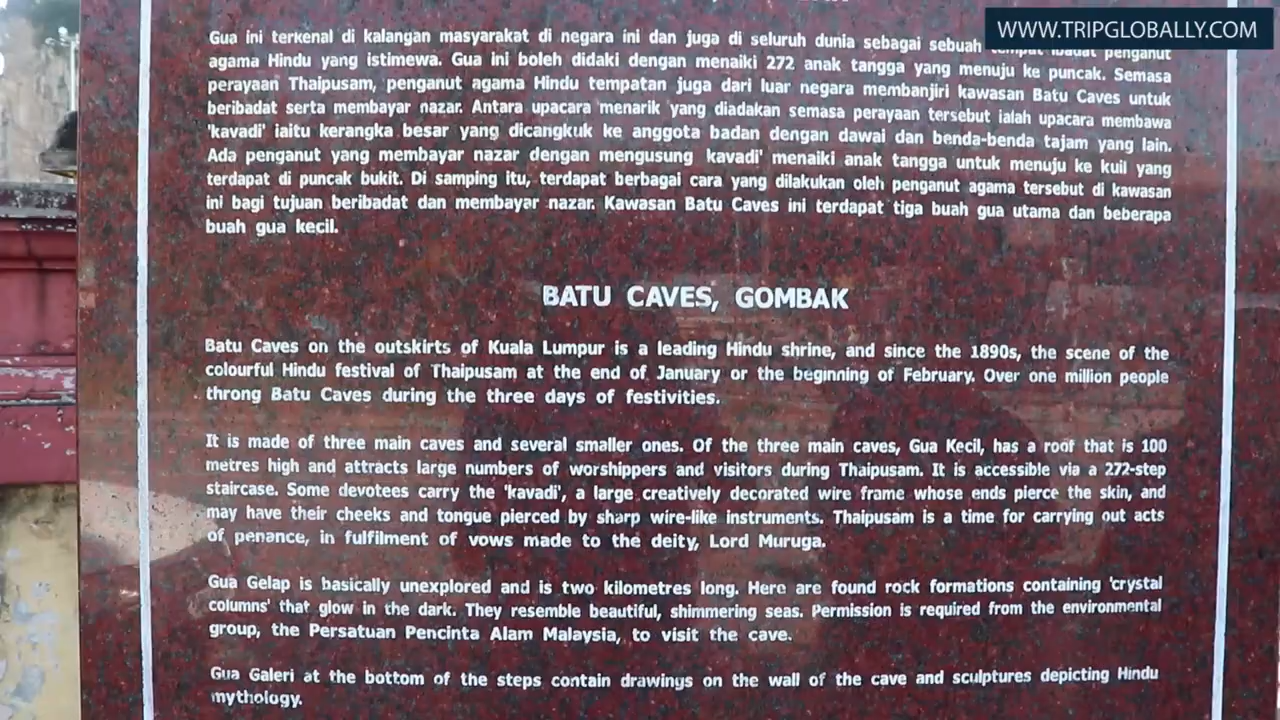 WWW.TRIPGLOBALLY.COM
Gua ini terkenal di kalangan masyarakat di negara ini dan juga di seluruh dunia sebagai sebuah tempat ibadat penganut
agama Hindu yang istimewa. Gua ini boleh didaki dengan menaiki 272 anak tangga yang menuju ke puncak. Semasa
perayaan Thaipusam, penganut agama Hindu tempatan juga dari luar negara membanjiri kawasan Batu Caves untuk
beribadat serta membayar nazar. Antara upacara menarik yang diadakan semasa perayaan tersebut ialah upacara membawa
'kavadi' iaitu kerangka besar yang dicangkuk ke anggota badan dengan dawai dan benda-benda tajam yang lain.
Ada penganut yang membayar nazar dengan mengusung kavadi' menaiki anak tangga untuk menuju ke kuil yang
terdapat di puncak bukit. Di samping itu, terdapat berbagai cara yang dilakukan oleh penganut agama tersebut di kawasan
ini bagi tujuan beribadat dan membayar nazar. Kawasan Batu Caves ini terdapat tiga buah gua utama dan beberapa
buah gua kecil.
BATU CAVES, GOMBAK
Batu Caves on the outskirts of Kuala Lumpur is a leading Hindu shrine, and since the 1890s, the scene of the
colourful Hindu festival of Thaipusam at the end of January or the beginning of February. Over one million people
throng Batu Caves during the three days of festivities.
It is made of three main caves and several smaller ones. Of the three main caves, Gua Kecil, has a roof that is 100
metres high and attracts large numbers of worshippers and visitors during Thaipusam. It is accessible via a 272-step
staircase. Some devotees carry the 'kavadi', a large creatively decorated wire frame whose ends pierce the skin, and
may have their cheeks and tongue pierced by sharp wire-like instruments. Thaipusam is a time for carrying out acts
of penance, in fulfilment of vows made to the deity, Lord Muruga.
Gua Gelap is basically unexplored and is two kilometres long. Here are found rock formations containing 'crystal
columns' that glow in the dark. They resemble beautiful, shimmering seas. Permission is required from the environmental
group, the Persatuan Pencinta Alam Malaysia, to visit the cave.
Gua Galeri at the bottom of the steps contain drawings on the wall of the cave and sculptures depicting Hindu
mythology.